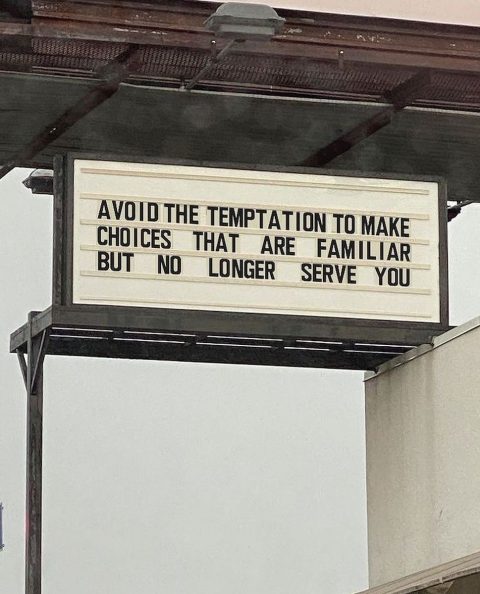 AVOID THE TEMPTATION TO MAKE
CHOICES THAT ARE FAMILIAR
BUT NO LONGER SERVE YOU